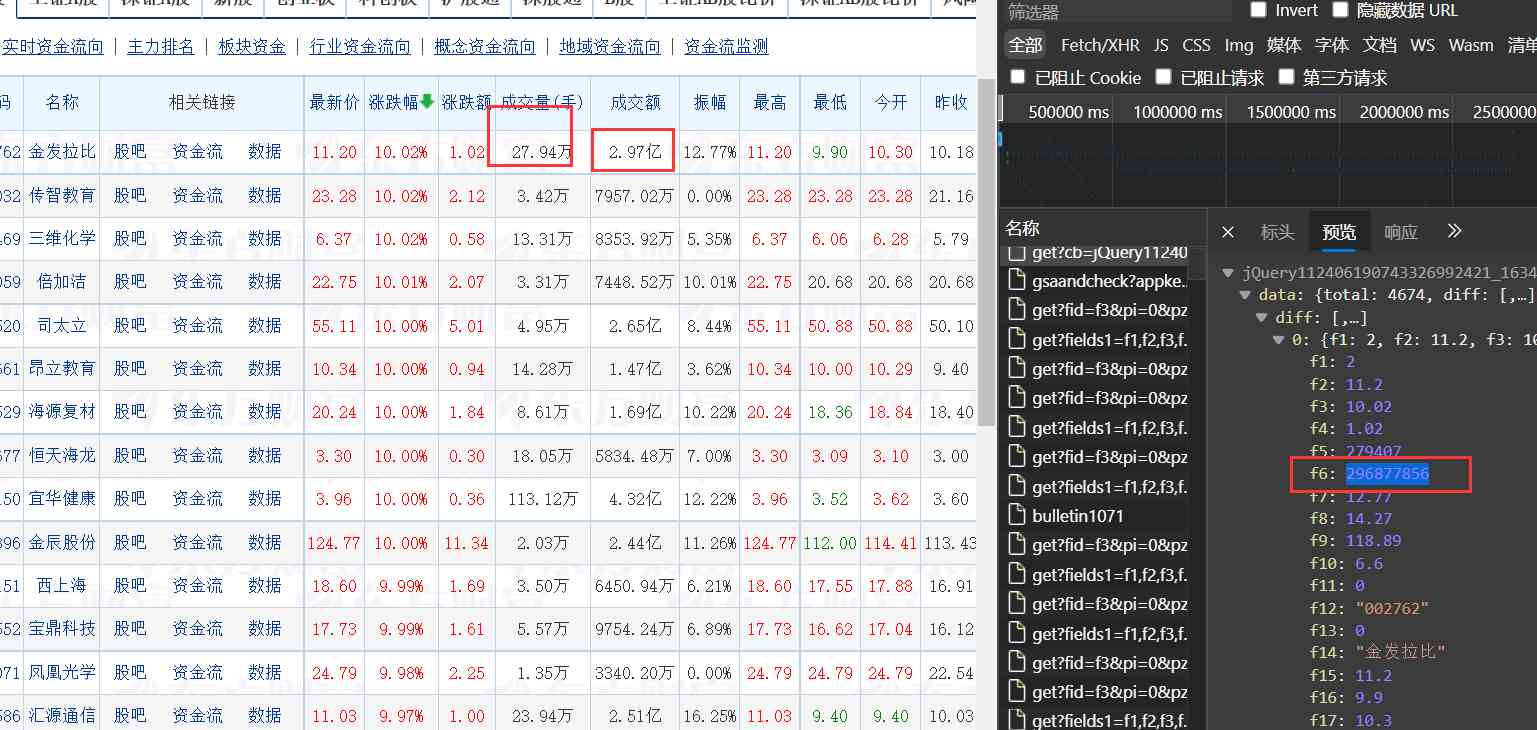 实时资金流向 | 主力排名 | 板块资金 | 行业资金流向 | 概念资金流向 | 地域资金流向 | 资金流监测
码 名称 相关链接 最新价 涨跌幅 涨跌额 成交量(手) 成交额 振幅 最高 最低 今开 昨收
762 金发拉比 股吧 资金流 数据 11.20 10.02% 1.02 27.94万 2.97亿 12.77% 11.20 9.90 10.30 10.18
032 传智教育 股吧 资金流 数据 23.28 10.02% 2.12 3.42万 7957.02万 0.00% 23.28 23.28 23.28 21.16
469 三维化学 股吧 资金流 数据 6.37 10.02% 0.58 13.31万 8353.92万 5.35% 6.37 6.06 6.28 5.79
059 倍加洁 股吧 资金流 数据 22.75 10.01% 2.07 3.31万 7448.52万 10.01% 22.75 20.68 20.68 20.68
520 司太立 股吧 资金流 数据 55.11 10.00% 5.01 4.95万 2.65亿 8.44% 55.11 50.88 50.88 50.10
661 昂立教育 股吧 资金流 数据 10.34 10.00% 0.94 14.28万 1.47亿 3.62% 10.34 10.00 10.29 9.40
529 海源复材 股吧 资金流 数据 20.24 10.00% 1.84 8.61万 1.69亿 10.22% 20.24 18.36 18.84 18.40
677 恒天海龙 股吧 资金流 数据 3.30 10.00% 0.30 18.05万 5834.48万 7.00% 3.30 3.09 3.10 3.00
150 宜华健康 股吧 资金流 数据 3.96 10.00% 0.36 113.12万 4.32亿 12.22% 3.96 3.52 3.62 3.60
396 金辰股份 股吧 资金流 数据 124.77 10.00% 11.34 2.03万 2.44亿 11.26% 124.77 112.00 114.41 113.43
151 西上海 股吧 资金流 数据 18.60 9.99% 1.69 3.50万 6450.94万 6.21% 18.60 17.55 17.88 16.91
552 宝鼎科技 股吧 资金流 数据 17.73 9.99% 1.61 5.57万 9754.24万 6.89% 17.73 16.62 17.04 16.12
071 凤凰光学 股吧 资金流 数据 24.79 9.98% 2.25 1.35万 3340.20万 0.00% 24.79 24.79 24.79 22.54
586 汇源通信 股吧 资金流 数据 11.03 9.97% 1.00 23.94万 2.51亿 16.25% 11.03 9.40 9.40 10.03
筛选器 Invert 隐藏数据 URL
全部 Fetch/XHR JS CSS Img 媒体 字体 文档 WS Wasm 清单
已阻止 Cookie 已阻止请求 第三方请求
500000 ms 1000000 ms 1500000 ms 2000000 ms 2500000
名称
get?cb=jQuery11240
gsaandcheck?appke...
get?fid=f3&pi=0&pz
get?fields1=f1,f2,f3,f.
get?fid=f3&pi=0&pz
get?fid=f3&pi=0&pz
get?fields1=f1,f2,f3,f.
get?fid=f3&pi=0&pz
get?fields1=f1,f2,f3,f.
bulletin1071
get?fid=f3&pi=0&pz
get?fields1=f1,f2,f3,f.
get?fid=f3&pi=0&pz
get?fields1=f1,f2,f3,f.
get?fid=f3&pi=0&pz
get?fid=f3&pi=0&pz
get?fields1=f1,f2,f3,f.
× 标头 预览 响应 »
jQuery112406190743326992421_1634
data: {total: 4674, diff: [,…]
diff: [,…]
0: {f1: 2, f2: 11.2, f3: 10
f1: 2
f2: 11.2
f3: 10.02
f4: 1.02
f5: 279407
f6: 296877856
f7: 12.77
f8: 14.27
f9: 118.89
f10: 6.6
f11: 0
f12: "002762"
f13: 0
f14: "金发拉比"
f15: 11.2
f16: 9.9
f17: 10.3